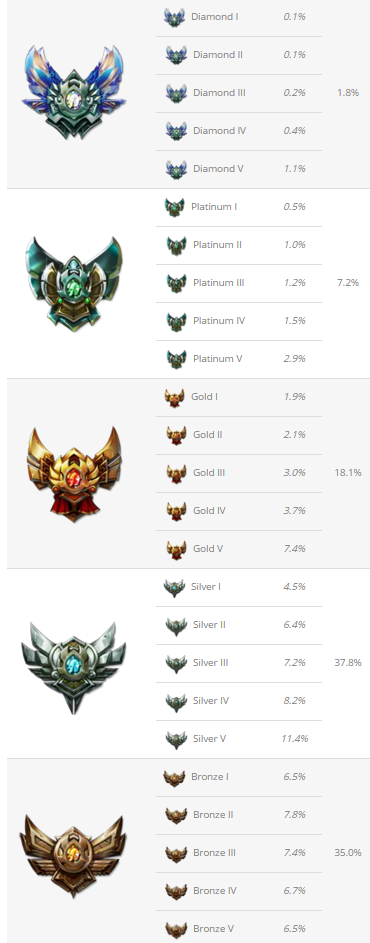 Diamond I 0.1%
Diamond II 0.1%
Diamond III 0.2% 1.8%
Diamond IV 0.4%
Diamond V 1.1%
Platinum I 0.5%
Platinum II 1.0%
Platinum III 1.2% 7.2%
Platinum IV 1.5%
Platinum V 2.9%
Gold I 1.9%
Gold II 2.1%
Gold III 3.0% 18.1%
Gold IV 3.7%
Gold V 7.4%
Silver I 4.5%
Silver II 6.4%
Silver III 7.2% 37.8%
Silver IV 8.2%
Silver V 11.4%
Bronze I 6.5%
Bronze II 7.8%
Bronze III 7.4% 35.0%
Bronze IV 6.7%
Bronze V 6.5%